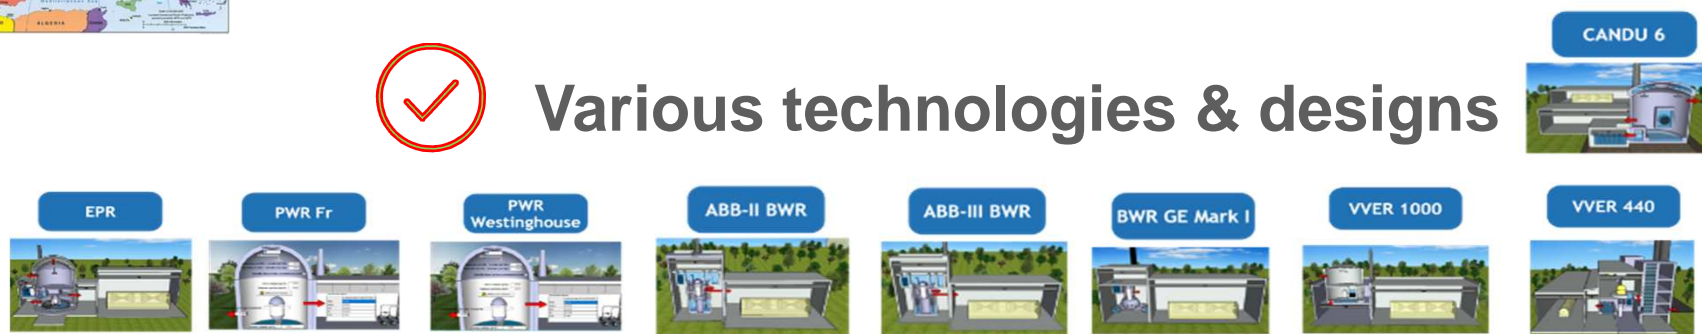 ALGERIA
CANDU 6
Various technologies & designs
EPR
PWR Fr
PWR
Westinghouse
ABB-II BWR
ABB-III BWR
BWR GE Mark I
VVER 1000
VVER 440